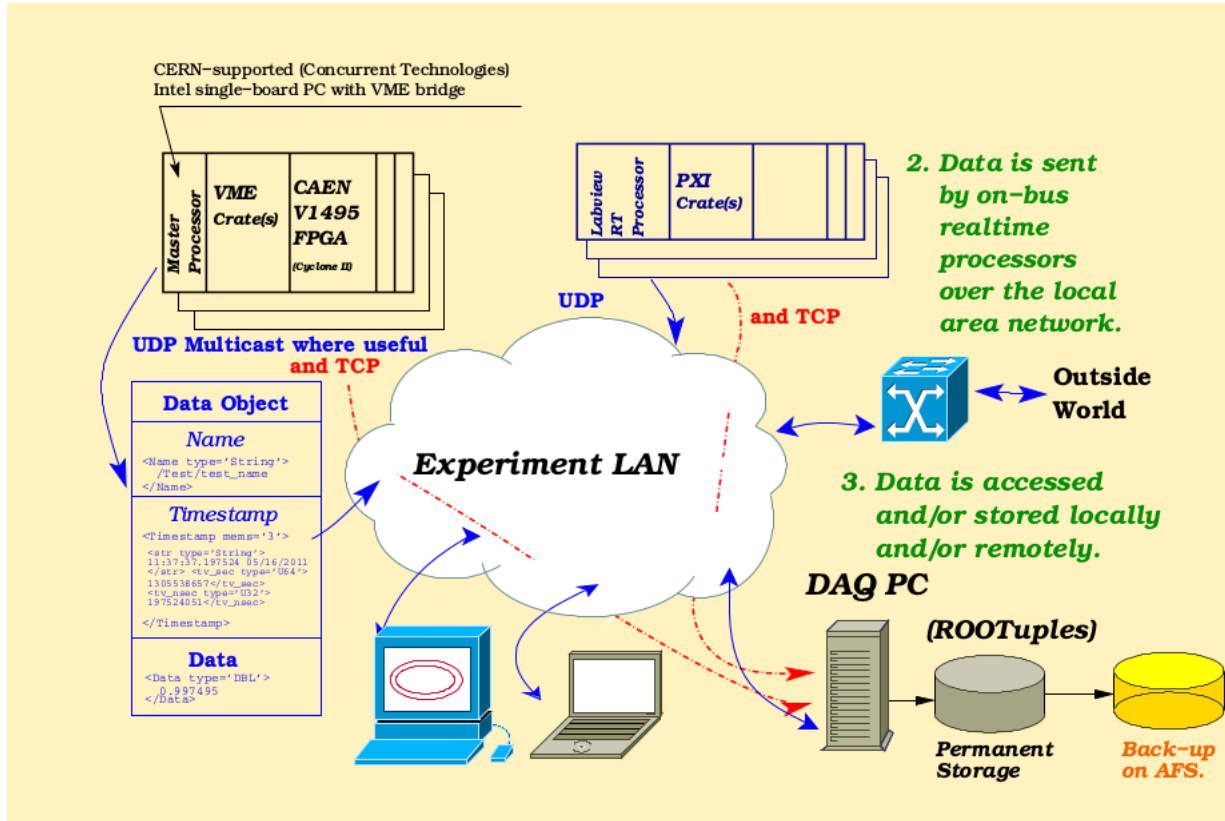 CERN−supported (Concurrent Technologies)
Intel single−board PC with VME bridge
Master
Processor
VME
Crate(s)
CAEN
V1495
FPGA
(Cyclone II)
Labview
RT
Processor
PXI
Crate(s)
2. Data is sent
by on−bus
realtime
processors
over the local
area network.
UDP
and TCP
UDP Multicast where useful
and TCP
Data Object
Name
<Name type='String'>
/Test/test_name
</Name>
Timestamp
<Timestamp mems='3'>
<str type='String'>
11:37:37.197524 05/16/2011
</str> <tv_sec type='U64'>
1305538657</tv_sec>
<tv_nsec type='U32'>
197524051</tv_nsec>
</Timestamp>
Data
<Data type='DBL'>
0.997495
</Data>
Experiment LAN
Outside
World
3. Data is accessed
and/or stored locally
and/or remotely.
DAQ PC
(ROOTuples)
Permanent
Storage
Back−up
on AFS.